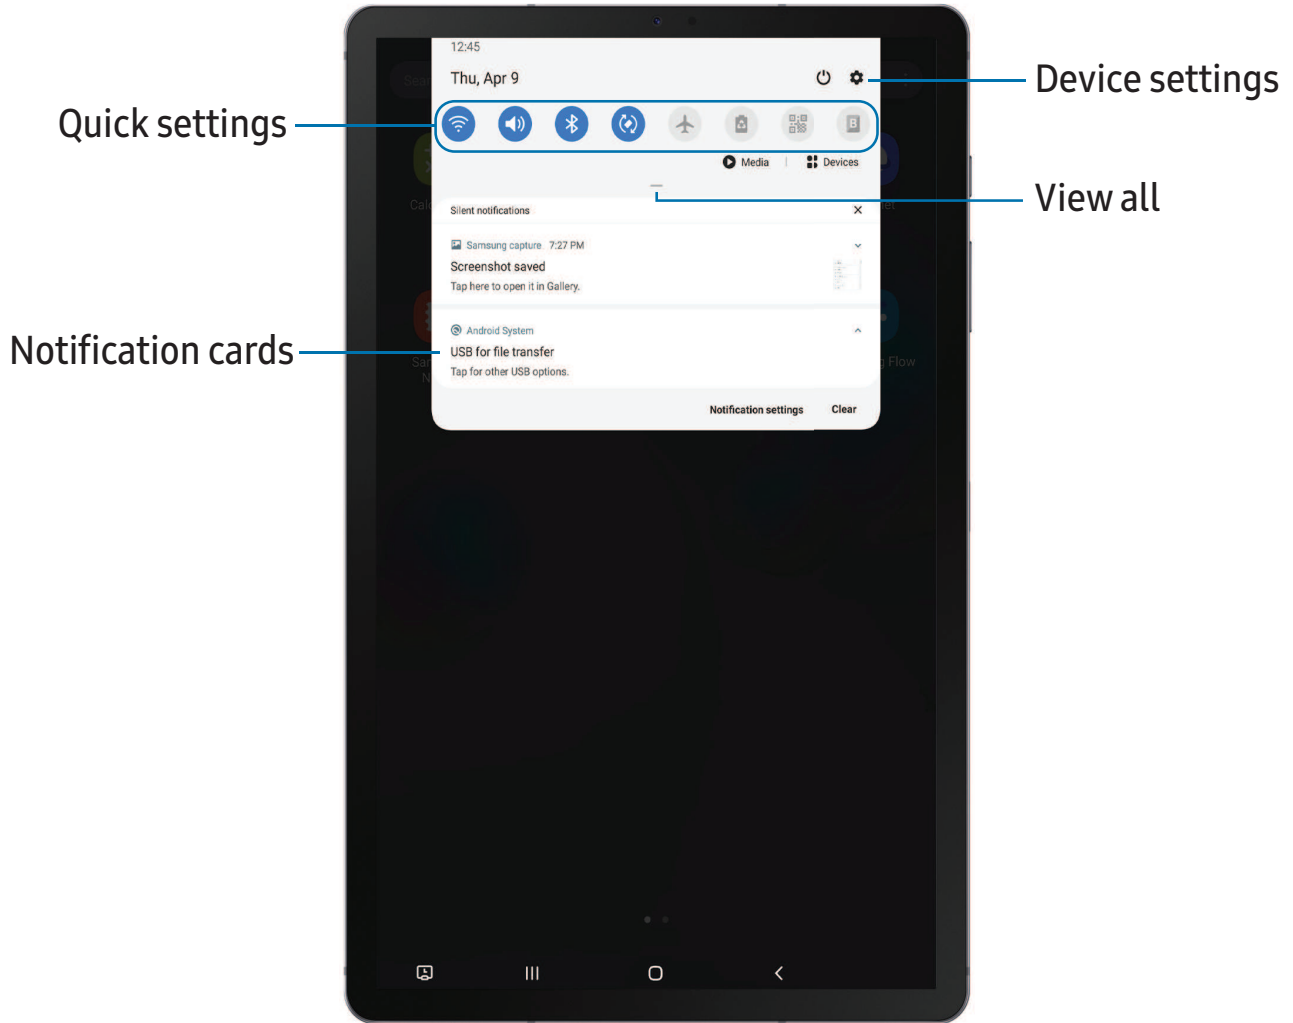 12:45
Thu, Apr 9
Device settings
Quick settings
B
Media
Devices
View all
Silent notifications
Samsung capture 7:27 PM
Screenshot saved
Tap here to open it in Gallery.
Android System
Notification cards
USB for file transfer
Flow
Tap for other USB options.
Notification settings
Clear